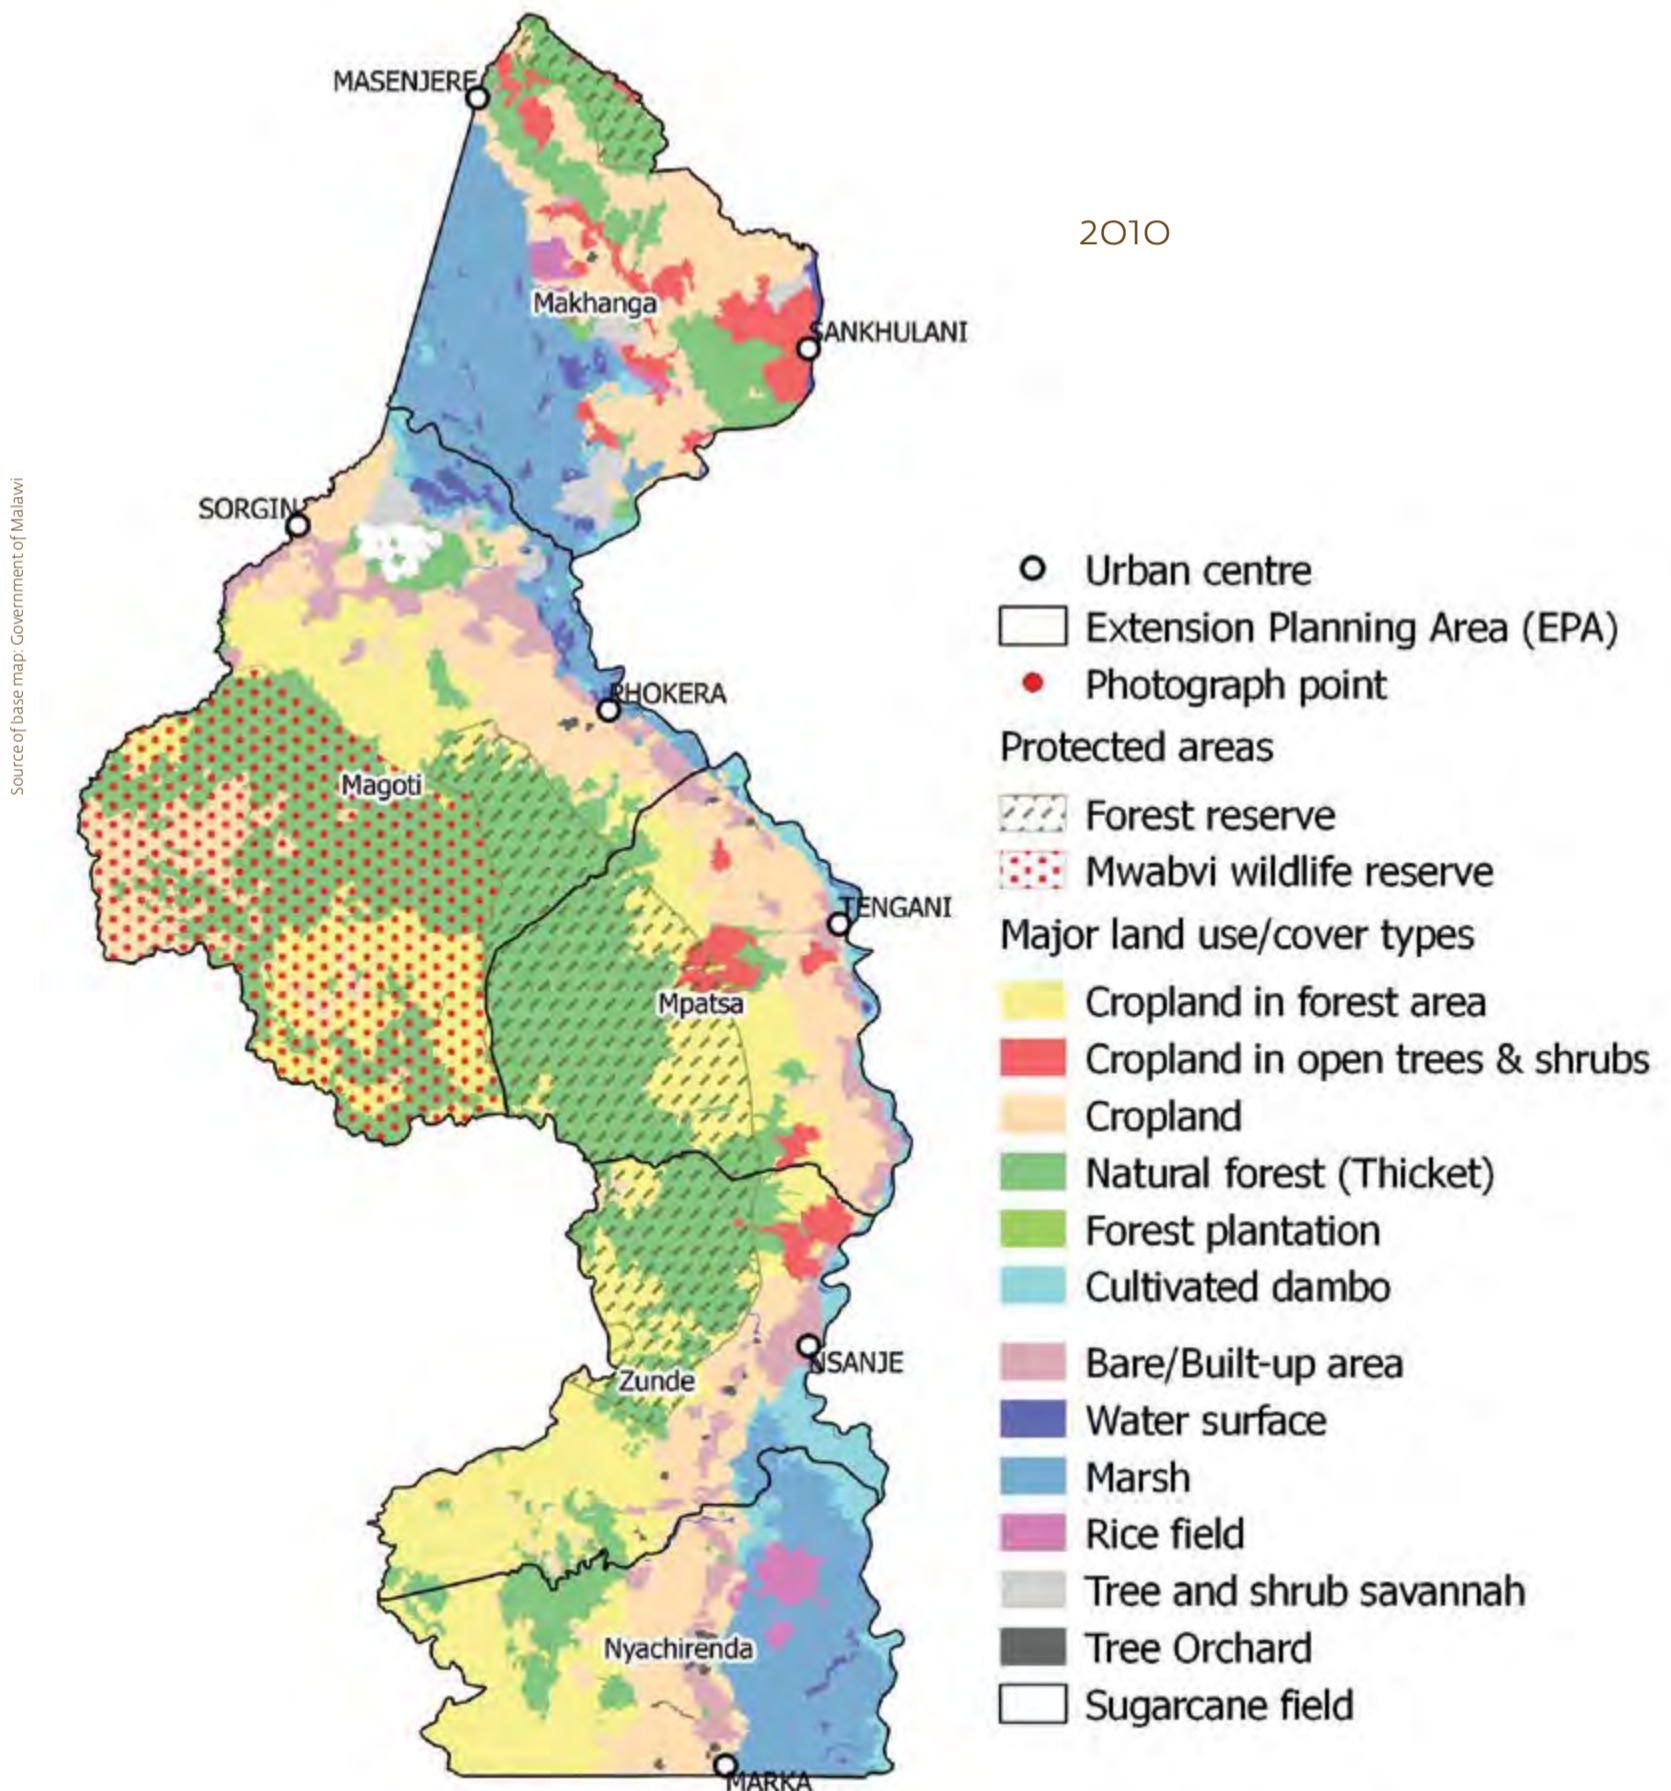 MASENJERE
2010
Makhanga
SANKHULANI
Source of base map: Government of Malawi
SORGIN
PHOKERA
Magoti
TENGANI
Mpatsa
NSANJE
Zunde
Nyachirenda
MARKA
Urban centre
Extension Planning Area (EPA)
Photograph point
Protected areas
Forest reserve
Mwabvi wildlife reserve
Major land use/cover types
Cropland in forest area
Cropland in open trees & shrubs
Cropland
Natural forest (Thicket)
Forest plantation
Cultivated dambo
Bare/Built-up area
Water surface
Marsh
Rice field
Tree and shrub savannah
Tree Orchard
Sugarcane field